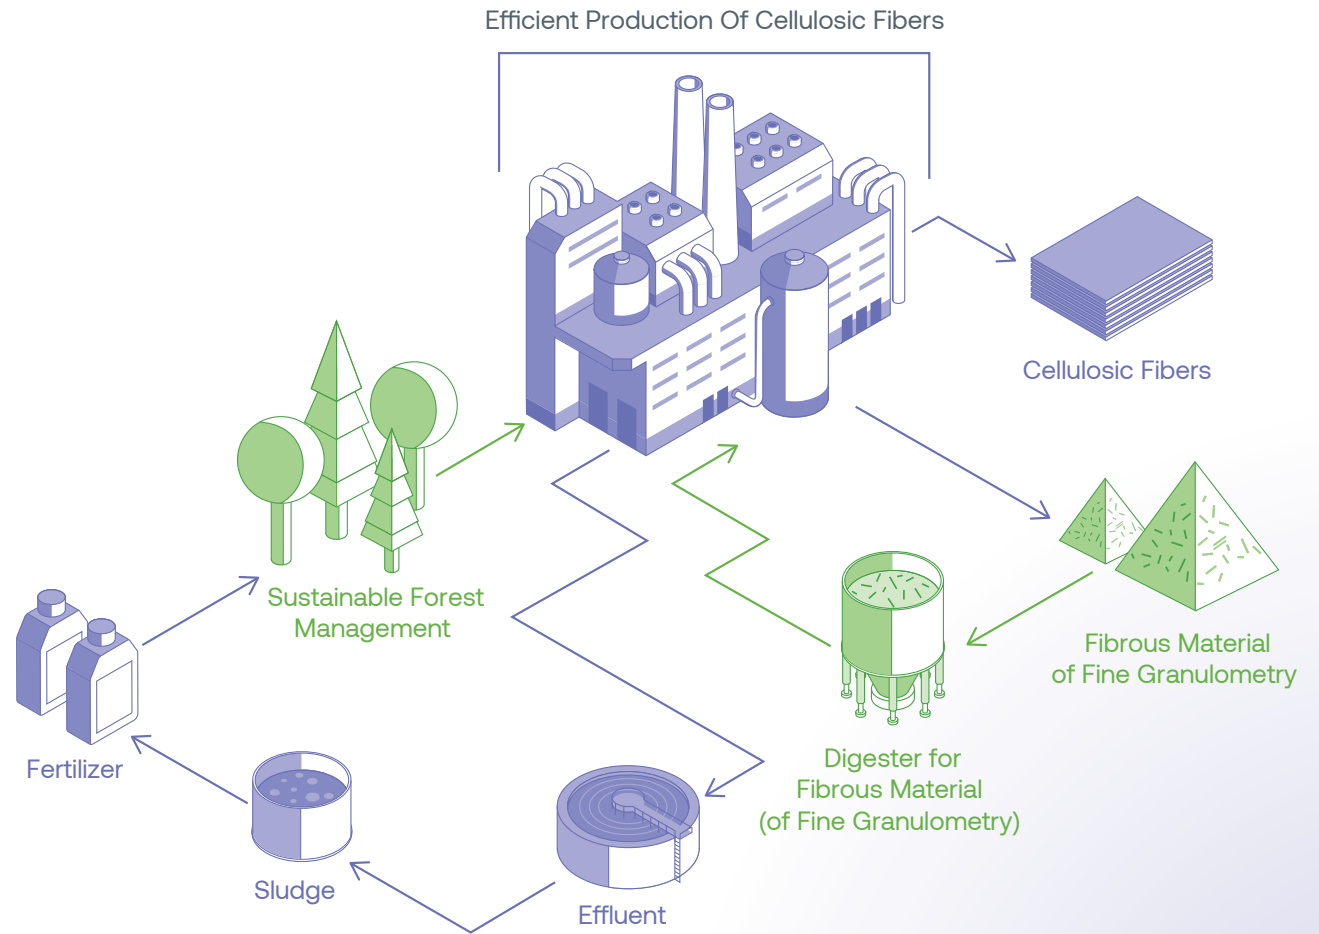 Efficient Production Of Cellulosic Fibers
Cellulosic Fibers
Sustainable Forest
Management
Fibrous Material
of Fine Granulometry
Fertilizer
Digester for
Fibrous Material
(of Fine Granulometry)
Sludge
Effluent